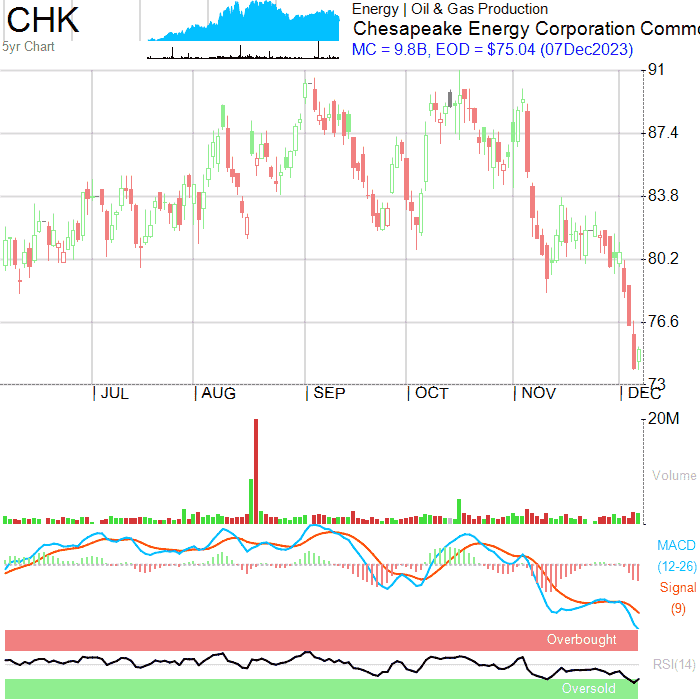 CHK
5yr Chart
Energy | Oil & Gas Production
Chesapeake Energy Corporation Commo
MC = 9.8B, EOD = $75.04 (07Dec2023)
91
87.4
83.8
80.2
76.6
73
| JUL | AUG | SEP | OCT | NOV | DEC
20M
Volume
MACD
(12-26)
Signal
(9)
Overbought
RSI(14)
Oversold